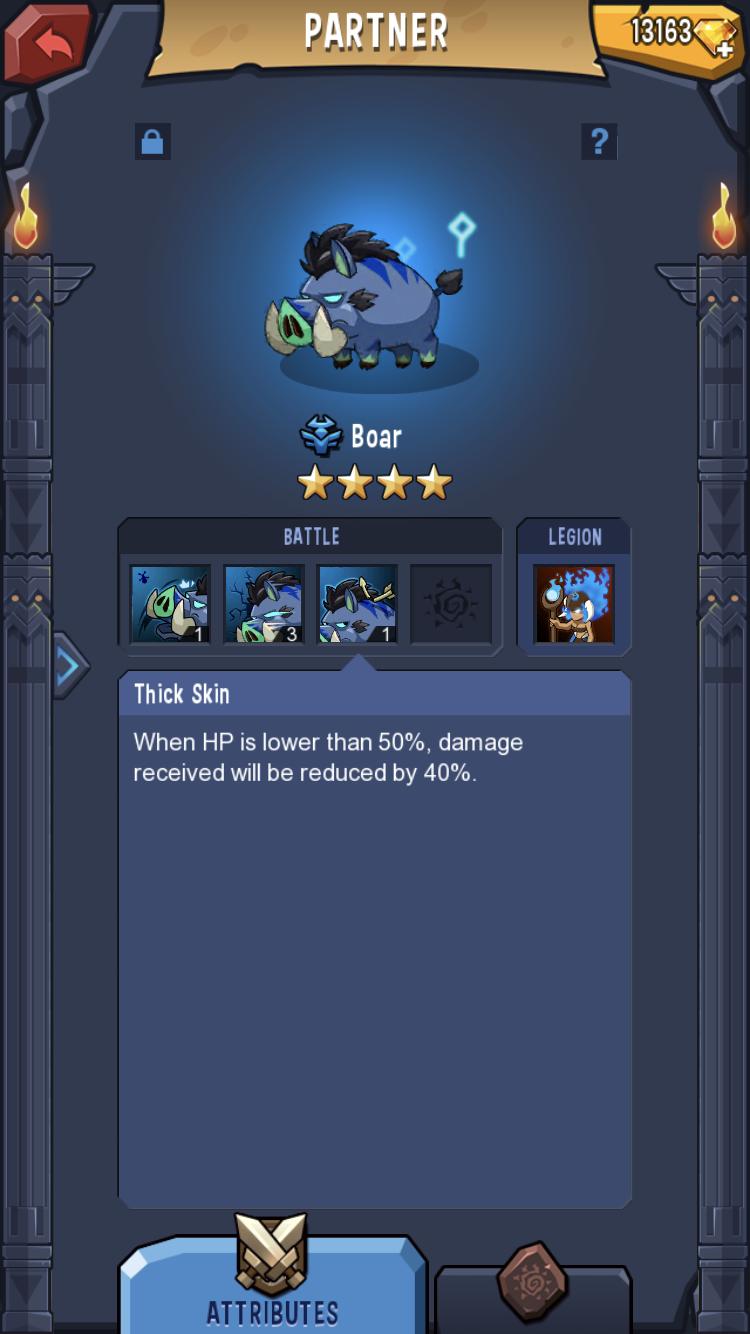 PARTNER
13163
?
Boar
BATTLE
LEGION
1
3
1
Thick Skin
When HP is lower than 50%, damage
received will be reduced by 40%.
ATTRIBUTES